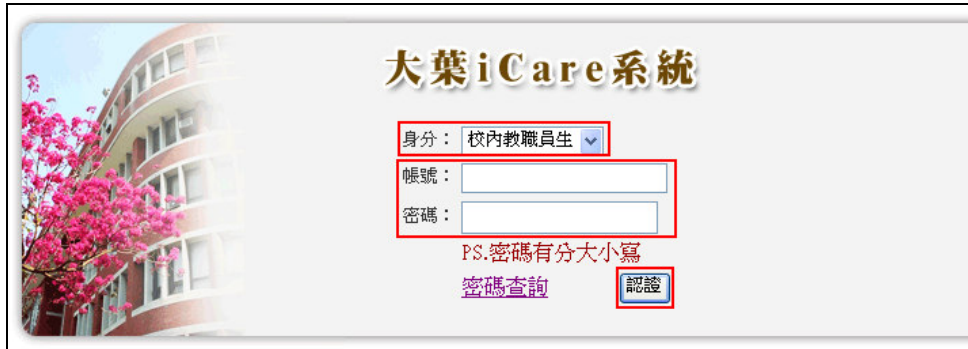 大葉iCare系統
身分： 校內教職員生
帳號：
密碼：
PS.密碼有分大小寫
密碼查詢 認證